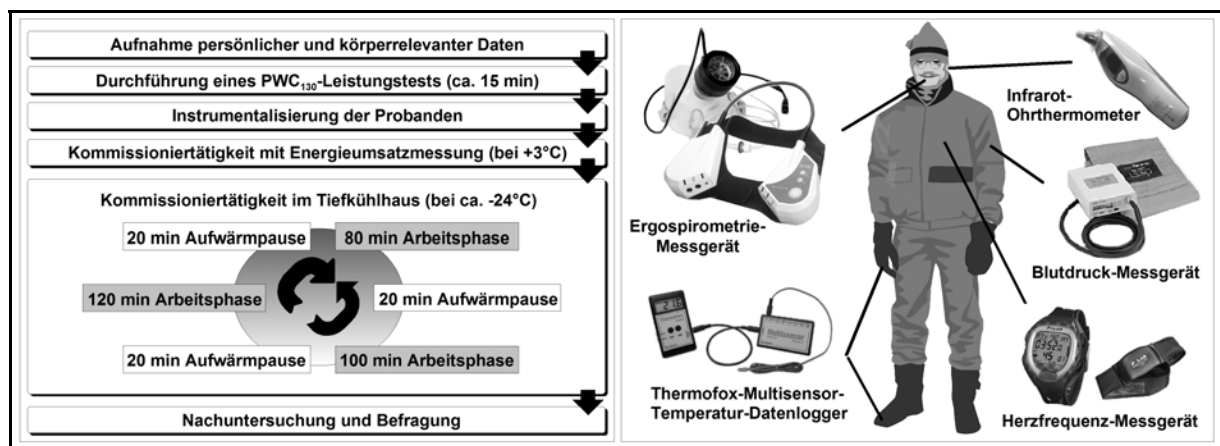 Aufnahme persönlicher und körperrelevanter Daten
Durchführung eines PWC₁₃₀-Leistungstests (ca. 15 min)
Instrumentalisierung der Probanden
Kommissioniertätigkeit mit Energieumsatzmessung (bei +3°C)
Kommissioniertätigkeit im Tiefkühlhaus (bei ca. -24°C)
20 min Aufwärmpause
80 min Arbeitsphase
120 min Arbeitsphase
20 min Aufwärmpause
20 min Aufwärmpause
100 min Arbeitsphase
Nachuntersuchung und Befragung
Infrarot-
Ohrthermometer
Ergospirometrie-
Messgerät
Blutdruck-Messgerät
Thermofox-Multisensor-
Temperatur-Datenlogger
Herzfrequenz-Messgerät